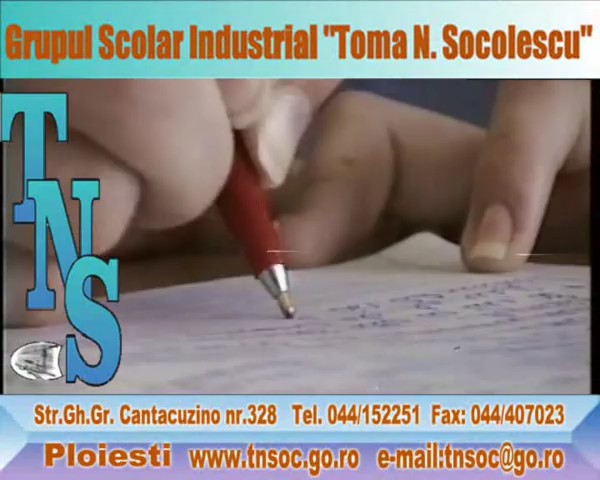 Grupul Scolar Industrial "Toma N. Socolescu"
TNS
Str.Gh.Gr. Cantacuzino nr.328 Tel. 044/152251 Fax: 044/407023
Ploiesti www.tnsoc.go.ro e-mail:tnsoc@go.ro